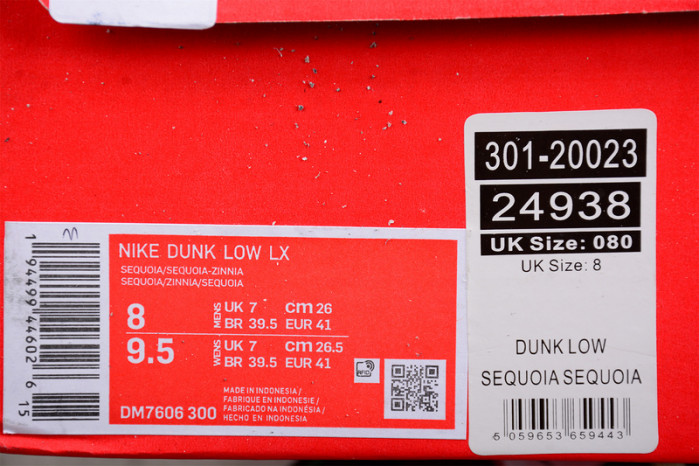 NIKE DUNK LOW LX
SEQUOIA/SEQUOIA-ZINNIA
SEQUOIA/ZINNIA/SEQUOIA
8 MENS UK 7 cm 26
BR 39.5 EUR 41
9.5 WENS UK 7 cm 26.5
BR 39.5 EUR 41
MADE IN INDONESIA/
FABRIQUE EN INDONESIE/
FABRICADO NA INDONÉSIA/
HECHO EN INDONESIA
DM7606 300
1 94499 44602 6 15
301-20023
24938
UK Size: 080
UK Size: 8
DUNK LOW
SEQUOIA SEQUOIA
5 059653 659443